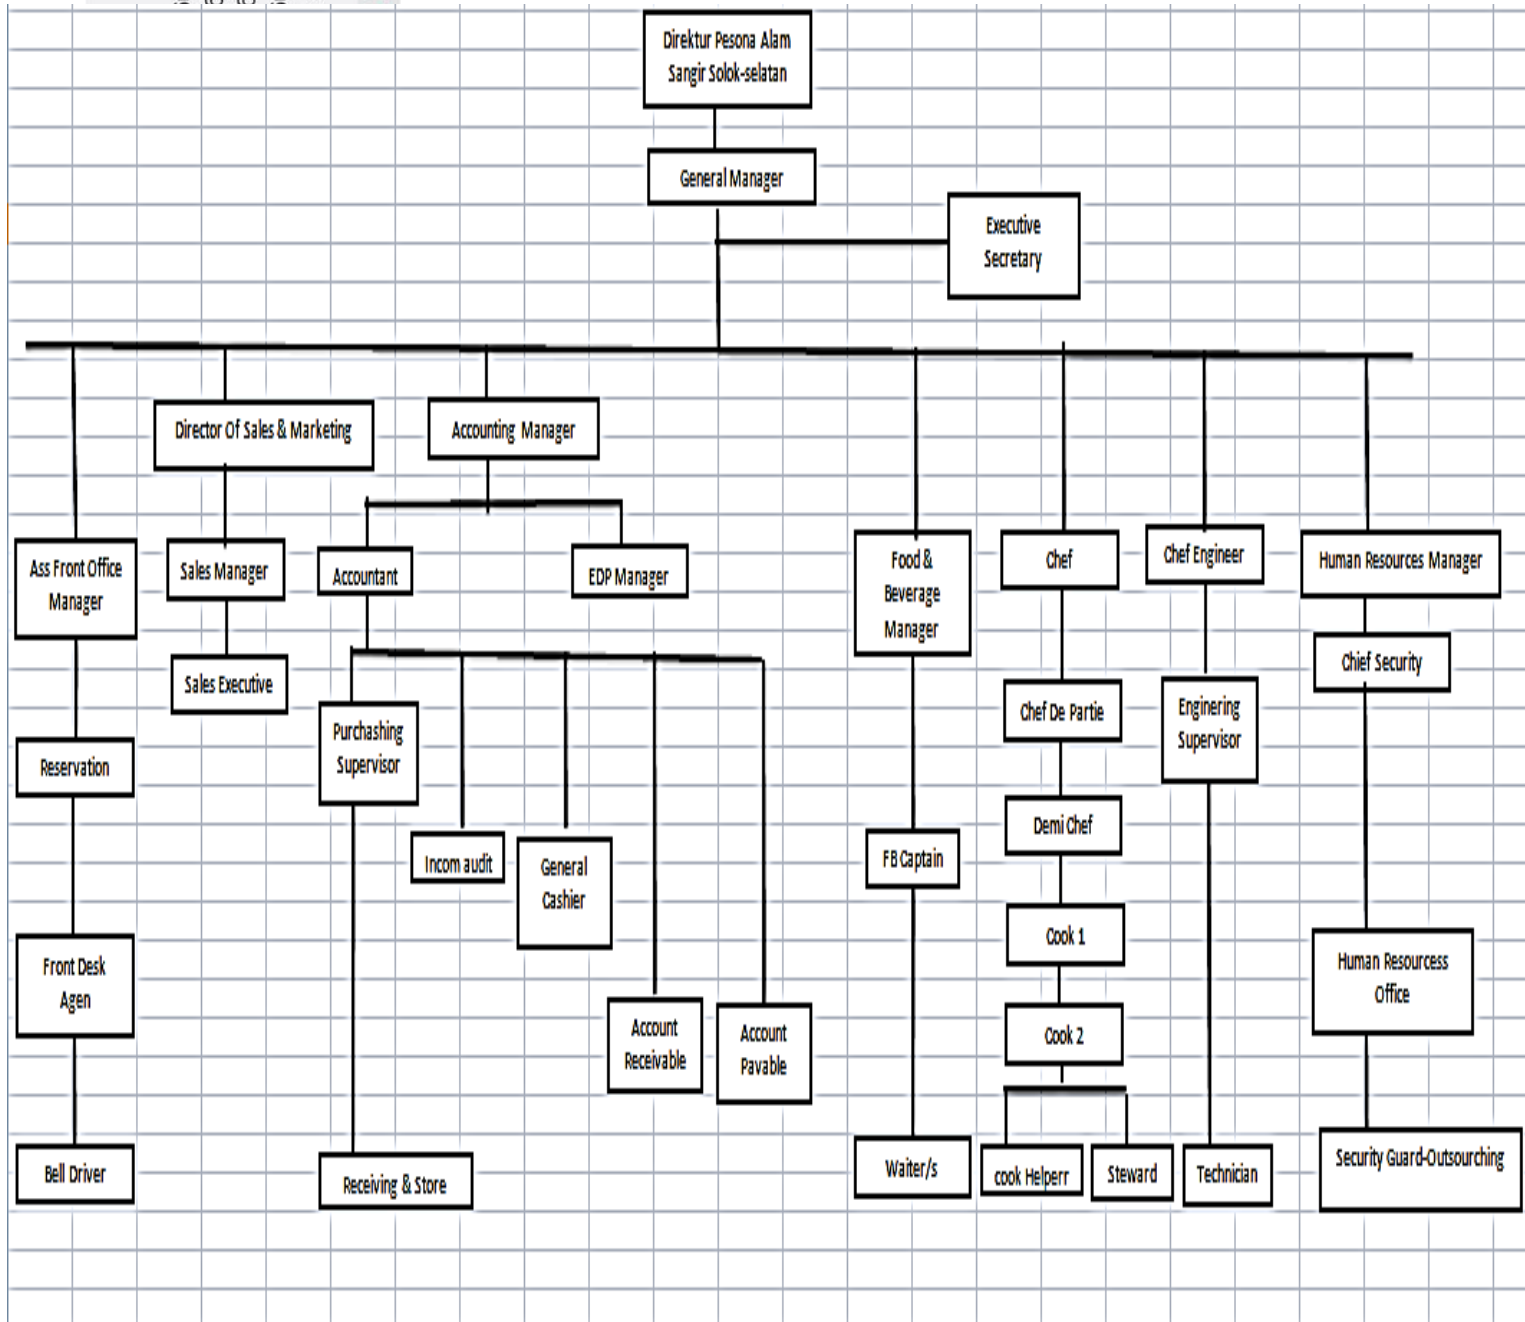 Direktur Pesona Alam
Sangir Solok-selatan
General Manager
Executive
Secretary
Director Of Sales & Marketing
Accounting Manager
Ass Front Office
Manager
Sales Manager
Accountant
EDP Manager
Food &
Beverage
Manager
Chef
Chef Engineer
Human Resources Manager
Sales Executive
Chief Security
Purchashing
Supervisor
Chef De Partie
Enginering
Supervisor
Reservation
Demi Chef
Incom audit
General
Cashier
FB Captain
Cook 1
Front Desk
Agen
Human Resourcess
Office
Account
Receivable
Account
Pavable
Cook 2
Bell Driver
Receiving & Store
Waiter/s
cook Helperr
Steward
Technician
Security Guard-Outsourching